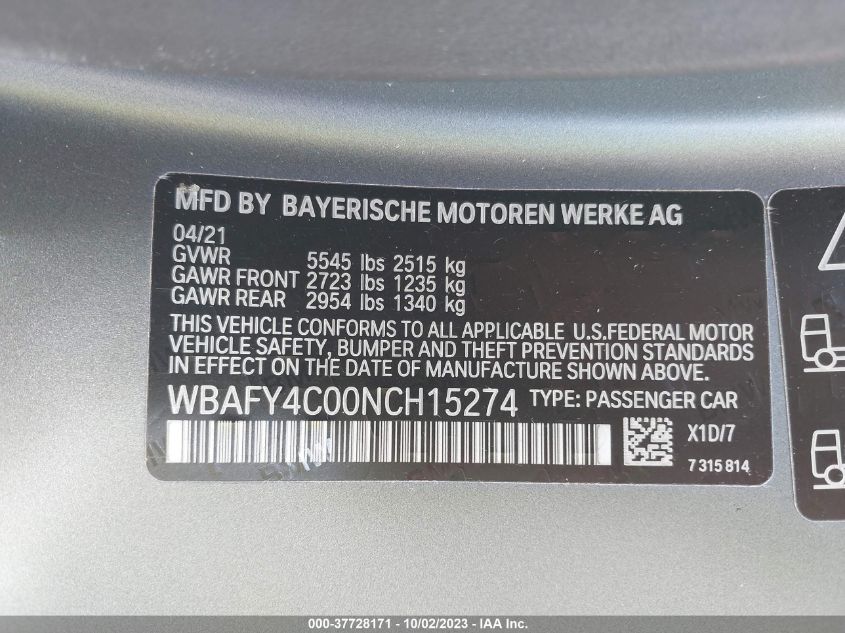 MFD BY BAYERISCHE MOTOREN WERKE AG
04/21
GVWR 5545 lbs 2515 kg
GAWR FRONT 2723 lbs 1235 kg
GAWR REAR 2954 lbs 1340 kg
THIS VEHICLE CONFORMS TO ALL APPLICABLE U.S.FEDERAL MOTOR
VEHICLE SAFETY, BUMPER AND THEFT PREVENTION STANDARDS
IN EFFECT ON THE DATE OF MANUFACTURE SHOWN ABOVE.
WBAFY4C00NCH15274 TYPE: PASSENGER CAR
X1D/7
7 315 814
000-37728171 - 10/02/2023 - IAA Inc.